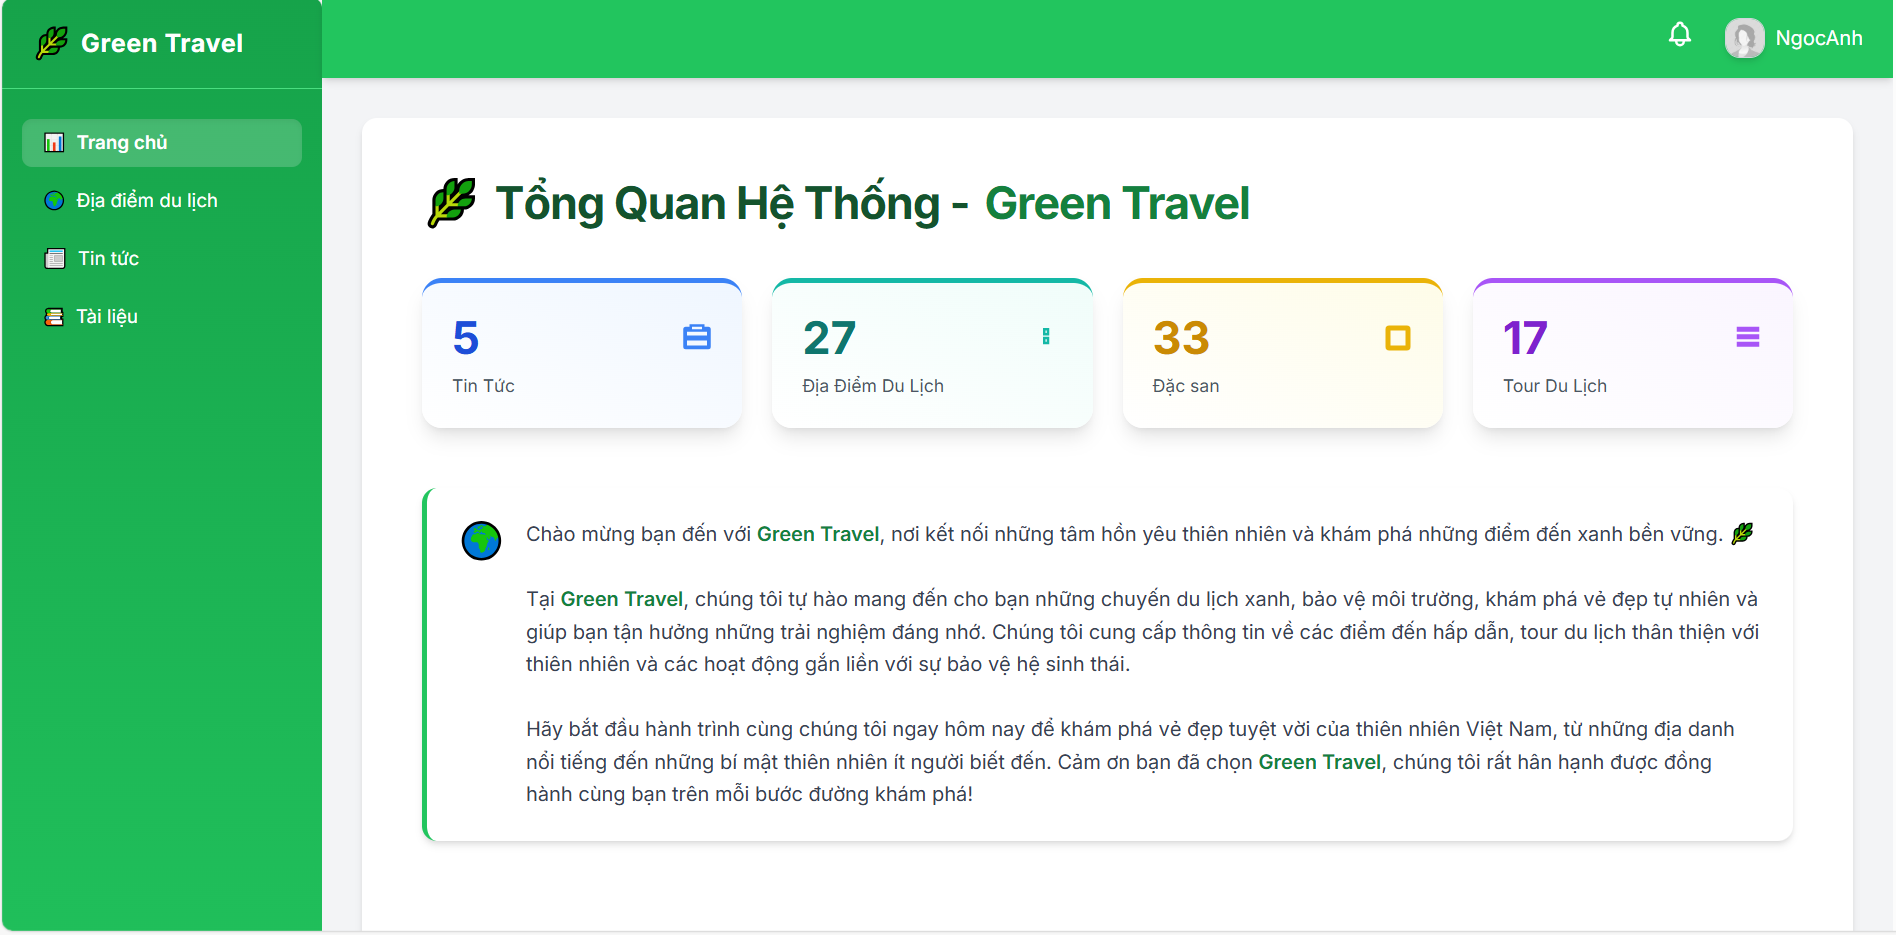 Green Travel
NgocAnh
Trang chủ
Địa điểm du lịch
Tin tức
Tài liệu
Tổng Quan Hệ Thống - Green Travel
5
Tin Tức
27
Địa Điểm Du Lịch
33
Đặc san
17
Tour Du Lịch
Chào mừng bạn đến với Green Travel, nơi kết nối những tâm hồn yêu thiên nhiên và khám phá những điểm đến xanh bền vững.
Tại Green Travel, chúng tôi tự hào mang đến cho bạn những chuyến du lịch xanh, bảo vệ môi trường, khám phá vẻ đẹp tự nhiên và
giúp bạn tận hưởng những trải nghiệm đáng nhớ. Chúng tôi cung cấp thông tin về các điểm đến hấp dẫn, tour du lịch thân thiện với
thiên nhiên và các hoạt động gắn liền với sự bảo vệ hệ sinh thái.
Hãy bắt đầu hành trình cùng chúng tôi ngay hôm nay để khám phá vẻ đẹp tuyệt vời của thiên nhiên Việt Nam, từ những địa danh
nổi tiếng đến những bí mật thiên nhiên ít người biết đến. Cảm ơn bạn đã chọn Green Travel, chúng tôi rất hân hạnh được đồng
hành cùng bạn trên mỗi bước đường khám phá!